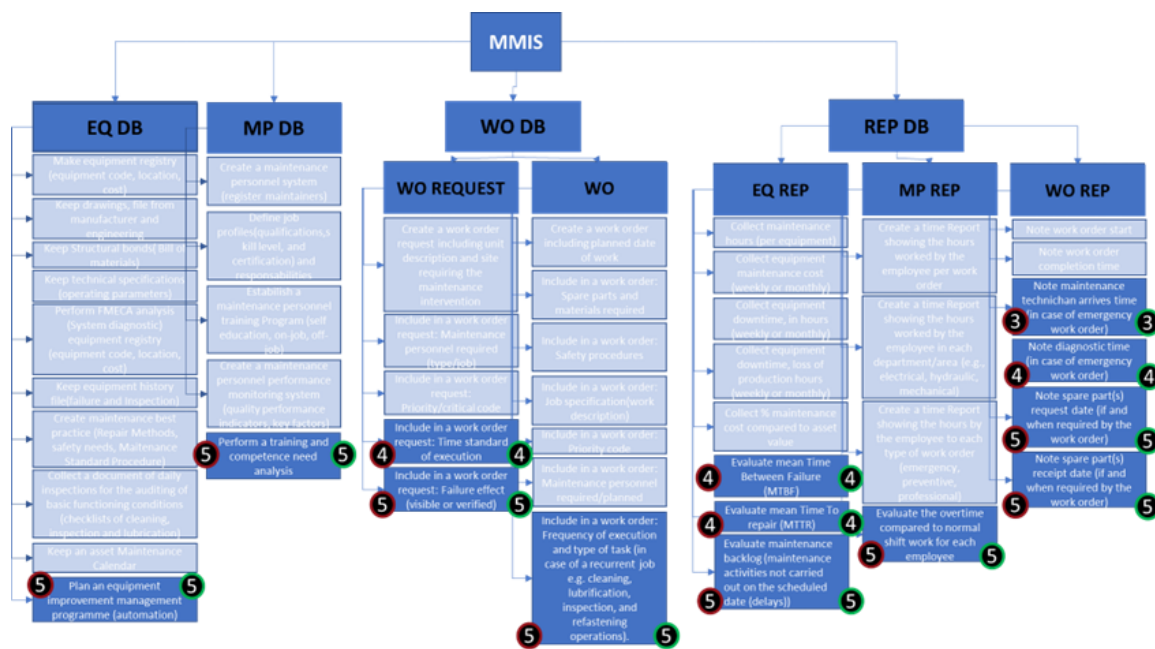 MMIS
EQ DB
Make equipment registry
(equipment code, location,
cost)
Keep drawings, file from
manufacturer and
engineering
Keep Structural bonds( Bill of
materials)
Keep technical specifications
(operating parameters)
Perform FMECA analysis
(System diagnostic)
equipment registry
(equipment code, location,
cost)
Keep equipment history
file(failure and Inspection)
Create maintenance best
practice (Repair Methods,
safety needs, Maitenance
Standard Procedure)
Collect a document of daily
inspections for the auditing of
basic functioning conditions
(checklists of cleaning,
inspection and lubrication)
Keep an asset Maintenance
Calendar
5 5
Plan an equipment
improvement management
programme (automation)
MP DB
Create a maintenance
personnel system
(register maintainers)
Define job
profiles(qualifications,s
kill level, and
certification) and
responsabilities
Estabilish a
maintenance personnel
training Program (self
education, on-job, off-
job)
Create a maintenance
personnel performance
monitoring system
(quality performance
indicators, key factors)
5 Perform a training and 5
competence need
analysis
WO DB
WO REQUEST
Create a work order
request including unit
description and site
requiring the
maintenance
intervention
Include in a work order
request: Maintenance
personnel required
(type/job)
Include in a work order
request:
Priority/critical code
Include in a work order
4 request: Time standard 4
of execution
Include in a work order
5 request: Failure effect 5
(visible or verified)
WO
Create a work order
including planned date
of work
Include in a work order:
Spare parts and
materials required
Include in a work order:
Safety procedures
Include in a work order:
Job specification(work
description)
Include in a work order:
Priority code
Include in a work order:
Maintenance personnel
required/planned
Include in a work order:
Frequency of execution
and type of task (in
case of a recurrent job
e.g. cleaning,
lubrification,
inspection, and
refastening
operations).
5 5
REP DB
EQ REP
Collect maintenance
hours (per equipment)
Collect equipment
maintenance cost
(weekly or monthly)
Collect equipment
downtime, in hours
(weekly or monthly)
Collect equipment
downtime, loss of
production hours
(weekly or monthly)
Collect % maintenance
cost compared to asset
value
Evaluate mean Time
4 Between Failure 4
(MTBF)
Evaluate mean Time To
4 repair (MTTR) 4
Evaluate maintenance
backlog (maintenance
activities not carried
out on the scheduled
date (delays))
5 5
MP REP
Create a time Report
showing the hours
worked by the
employee per work
order
Create a time Report
showing the hours
worked by the
employee in each
department/area (e.g.,
electrical, hydraulic,
mechanical)
Create a time Report
showing the hours by
the employee to each
type of work order
(emergency,
preventive,
professional)
Evaluate the overtime
compared to normal
shift work for each
5 employee 5
WO REP
Note work order start
Note work order
completion time
Note maintenance
technichan arrives time
3 (in case of emergency 3
work order)
Note diagnostic time
(in case of emergency
4 work order) 4
Note spare part(s)
request date (if and
when required by the
5 work order) 5
Note spare part(s)
receipt date (if and
when required by the
5 work order) 5